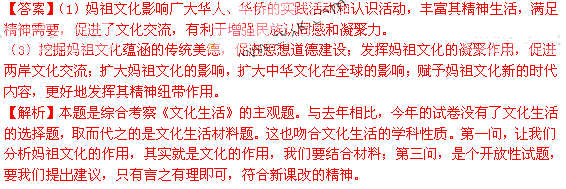 【答案】（1）妈祖文化影响广大华人、华侨的实践活动和认识活动，丰富其精神生活，满足
精神需要，促进了文化交流，有利于增强民族认同感和凝聚力。
（3）挖掘妈祖文化蕴涵的传统美德，促进思想道德建设；发挥妈祖文化的凝聚作用，促进
两岸文化交流；扩大妈祖文化的影响，扩大中华文化在全球的影响；赋予妈祖文化新的时代
内容，更好地发挥其精神纽带作用。
【解析】本题是综合考察《文化生活》的主观题。与去年相比，今年的试卷没有了文化生活
的选择题，取而代之的是文化生活材料题。这也吻合文化生活的学科性质。第一问，让我们
分析妈祖文化的作用，其实就是文化的作用，我们要结合材料；第三问，是个开放性试题，
要我们提出建议，只有言之有理即可，符合新课改的精神。